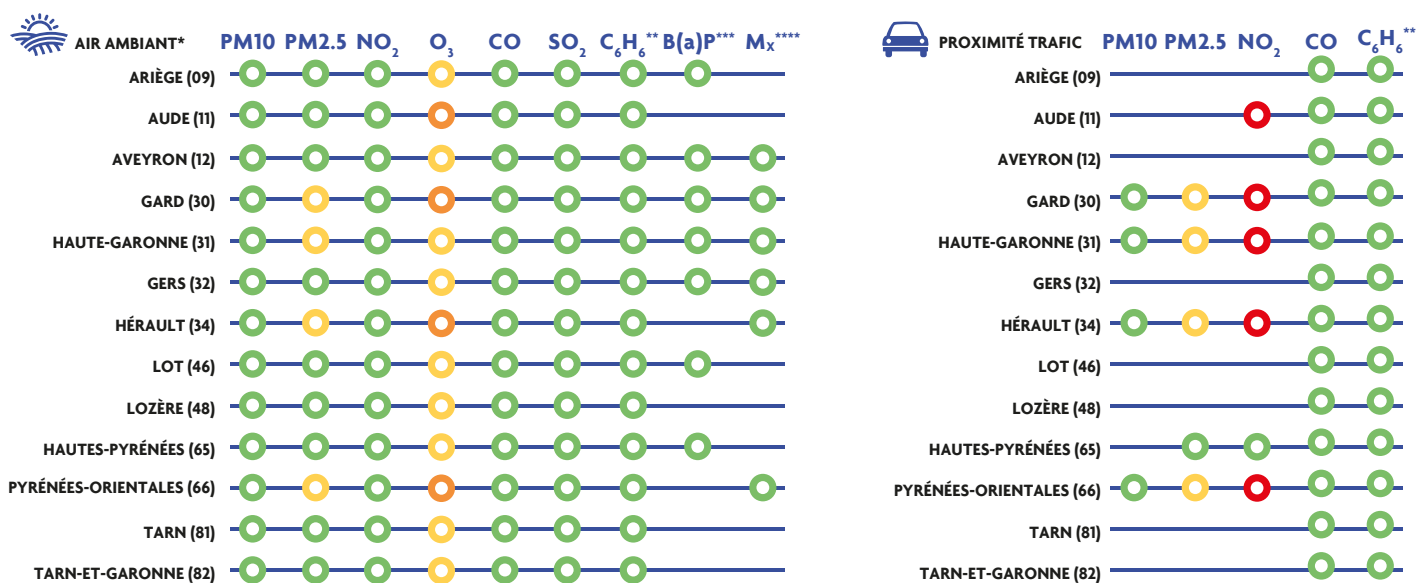 AIR AMBIANT* PM10 PM2.5 NO₂ O₃ CO SO₂ C₆H₆** B(a)P*** Mx****
ARIÈGE (09)
AUDE (11)
AVEYRON (12)
GARD (30)
HAUTE-GARONNE (31)
GERS (32)
HÉRAULT (34)
LOT (46)
LOZÈRE (48)
HAUTES-PYRÉNÉES (65)
PYRÉNÉES-ORIENTALES (66)
TARN (81)
TARN-ET-GARONNE (82)
PROXIMITÉ TRAFIC PM10 PM2.5 NO₂ CO C₆H₆**
ARIÈGE (09)
AUDE (11)
AVEYRON (12)
GARD (30)
HAUTE-GARONNE (31)
GERS (32)
HÉRAULT (34)
LOT (46)
LOZÈRE (48)
HAUTES-PYRÉNÉES (65)
PYRÉNÉES-ORIENTALES (66)
TARN (81)
TARN-ET-GARONNE (82)